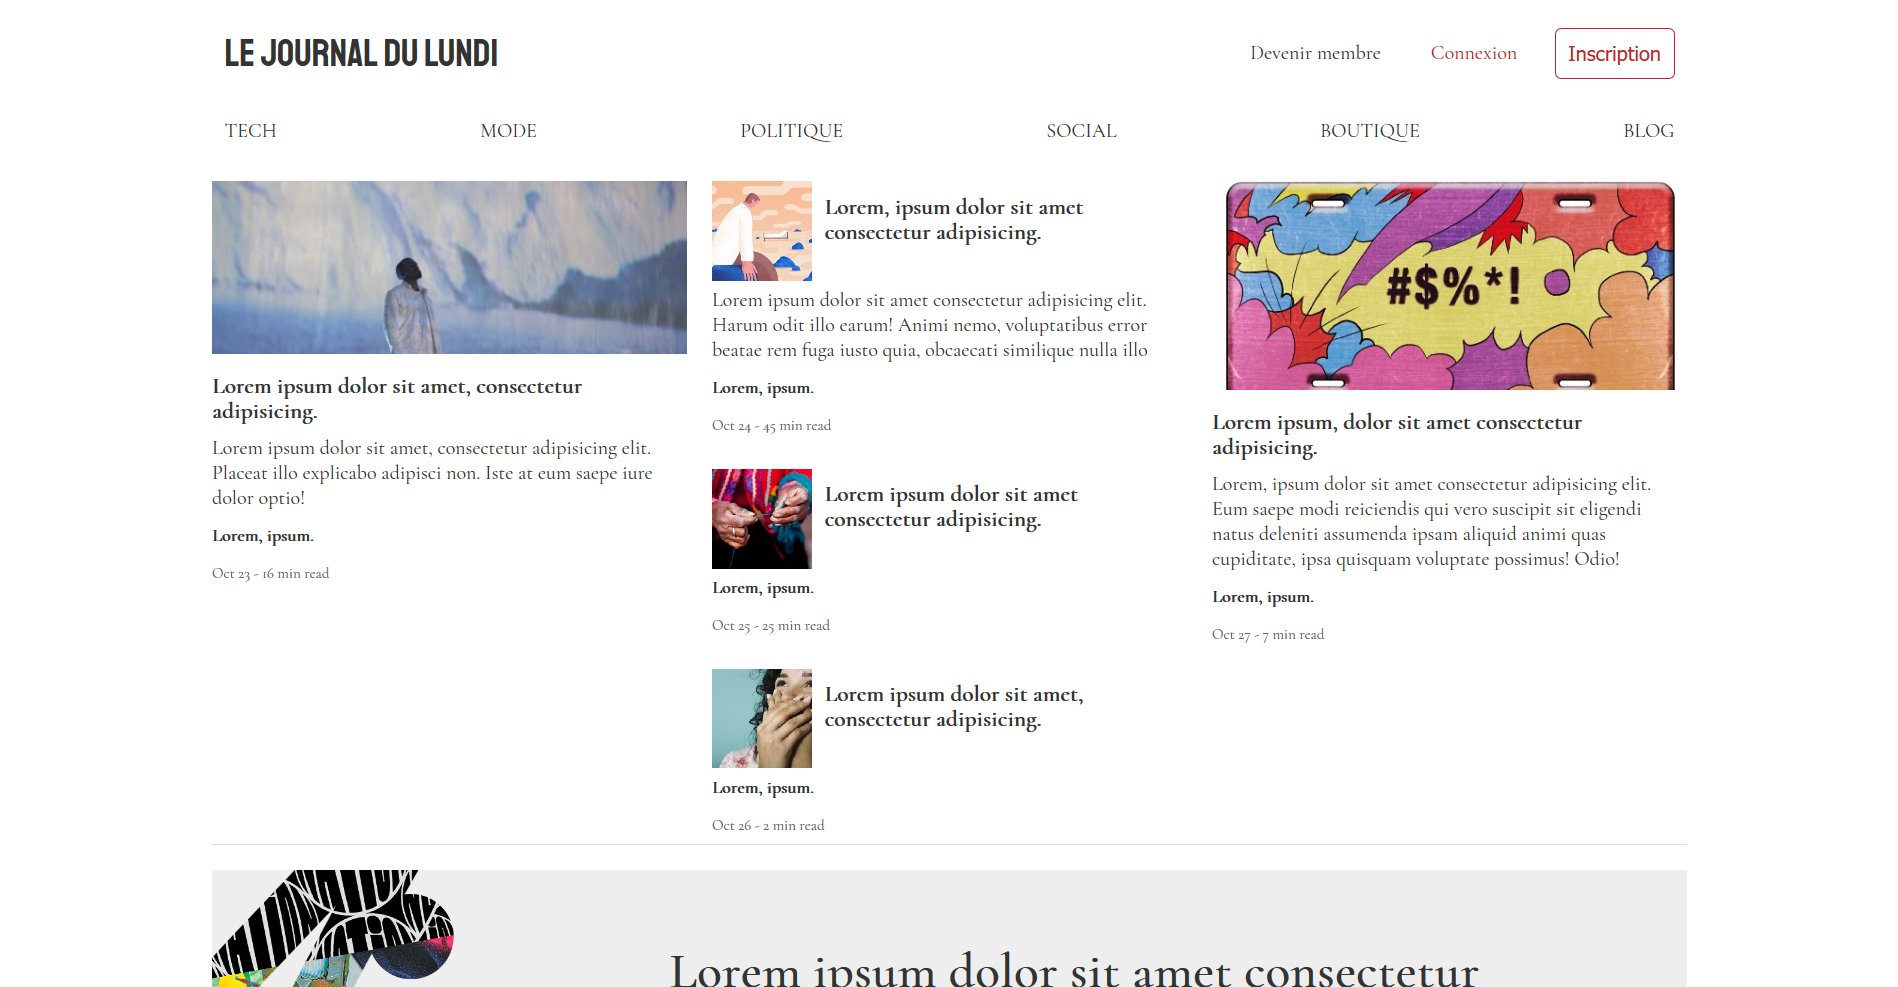 LE JOURNAL DU LUNDI
Devenir membre
Connexion
Inscription
TECH
MODE
POLITIQUE
SOCIAL
BOUTIQUE
BLOG
Lorem ipsum dolor sit amet, consectetur
adipisicing.
Lorem ipsum dolor sit amet, consectetur adipisicing elit.
Placeat illo explicabo adipisci non. Iste at eum saepe iure
dolor optio!
Lorem, ipsum.
Oct 23 - 16 min read
Lorem, ipsum dolor sit amet
consectetur adipisicing.
Lorem ipsum dolor sit amet consectetur adipisicing elit.
Harum odit illo earum! Animi nemo, voluptatibus error
beatae rem fuga iusto quia, obcaecati similique nulla illo
Lorem, ipsum.
Oct 24 - 45 min read
Lorem ipsum dolor sit amet
consectetur adipisicing.
Lorem, ipsum.
Oct 25 - 25 min read
Lorem ipsum dolor sit amet,
consectetur adipisicing.
Lorem, ipsum.
Oct 26 - 2 min read
#$%*!
Lorem ipsum, dolor sit amet consectetur
adipisicing.
Lorem, ipsum dolor sit amet consectetur adipisicing elit.
Eum saepe modi reiciendis qui vero suscipit sit eligendi
natus deleniti assumenda ipsam aliquid animi quas
cupiditate, ipsa quisquam voluptate possimus! Odio!
Lorem, ipsum.
Oct 27 - 7 min read
Lorem ipsum dolor sit amet consectetur